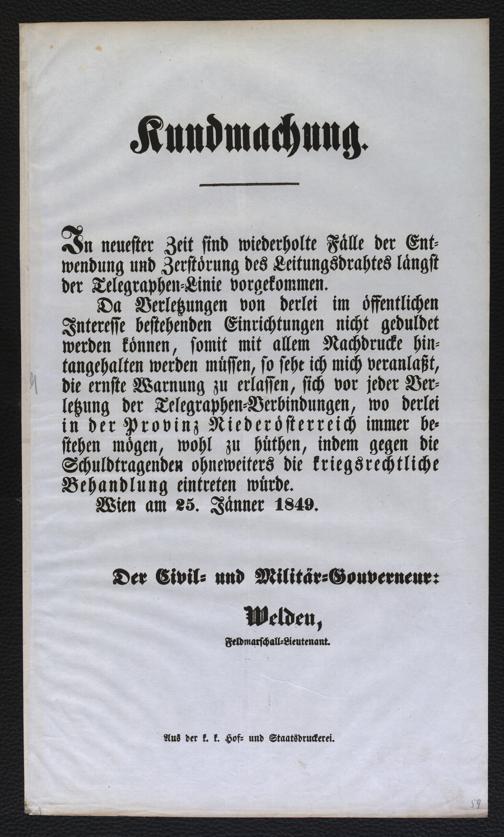 Kundmachung.
In neuester Zeit sind wiederholte Fälle der Ent-
wendung und Zerstörung des Leitungsdrahtes längst
der Telegraphen-Linie vorgekommen.
Da Verletzungen von derlei im öffentlichen
Interesse bestehenden Einrichtungen nicht geduldet
werden können, somit mit allem Nachdrucke hin-
tangehalten werden müssen, so sehe ich mich veranlaßt,
die ernste Warnung zu erlassen, sich vor jeder Ver-
letzung der Telegraphen-Verbindungen, wo derlei
in der Provinz Niederösterreich immer be-
stehen mögen, wohl zu hüthen, indem gegen die
Schuldtragenden ohneweiters die kriegsrechtliche
Behandlung eintreten würde.
Wien am 25. Jänner 1849.
Der Civil- und Militär-Gouverneur:
Welden,
Feldmarschall-Lieutenant.
Aus der k. k. Hof- und Staatsdruckerei.